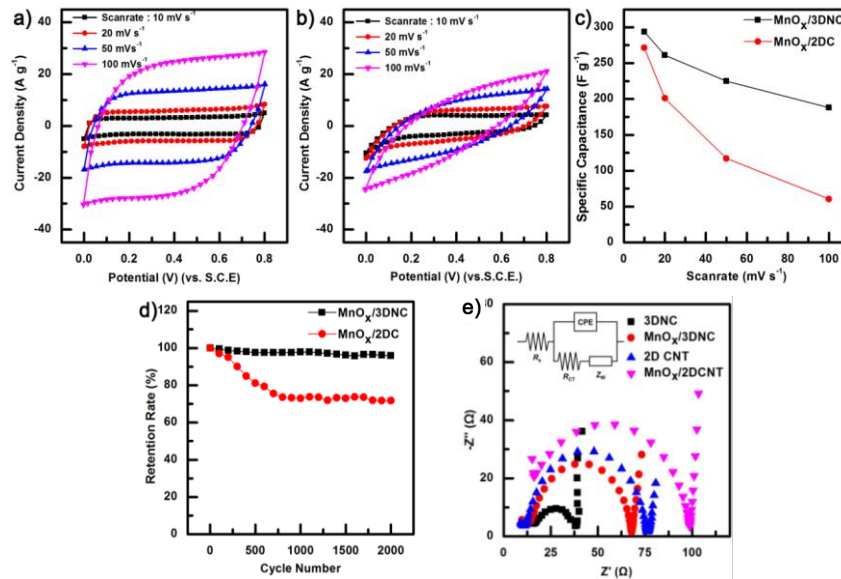 a)
Scanrate : 10 mV s⁻¹
20 mV s⁻¹
50 mVs⁻¹
100 mVs⁻¹
40
20
0
-20
-40
Current Density (A g⁻¹)
0.0 0.2 0.4 0.6 0.8
Potential (V) (vs. S.C.E)
b)
Scanrate : 10 mV s⁻¹
20 mV s⁻¹
50 mVs⁻¹
100 mVs⁻¹
40
20
0
-20
-40
Current Density (A g⁻¹)
0.0 0.2 0.4 0.6 0.8
Potential (V) (vs.S.C.E.)
c)
MnOₓ/3DNC
MnOₓ/2DC
350
300
250
200
150
100
50
0
Specific Capacitance (F g⁻¹)
0 20 40 60 80 100
Scanrate (mV s⁻¹)
d)
MnOₓ/3DNC
MnOₓ/2DC
120
100
80
60
40
20
0
Retention Rate (%)
0 500 1000 1500 2000
Cycle Number
e)
CPE
R_CT
3DNC
MnOₓ/3DNC
2D CNT
MnOₓ/2DCNT
60
40
20
0
-Z'' (Ω)
0 25 50 75 100
Z' (Ω)